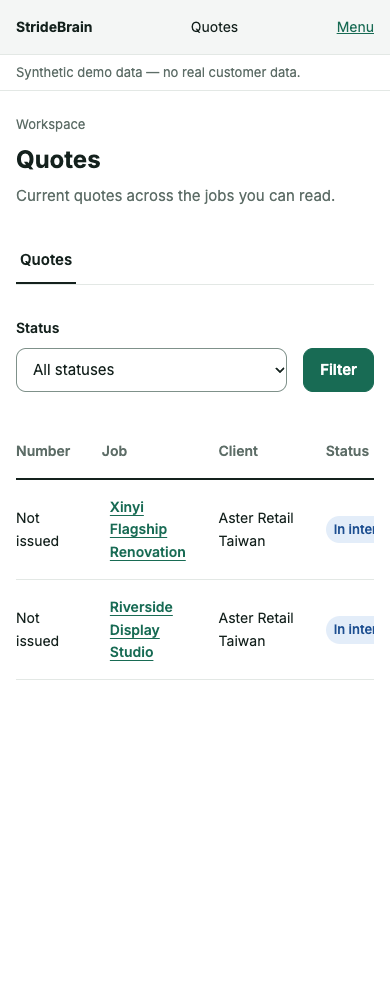 StrideBrain Quotes Menu
Synthetic demo data — no real customer data.
Workspace
Quotes
Current quotes across the jobs you can read.
Quotes
Status
All statuses Filter
Number Job Client Status
Not issued
Xinyi Flagship Renovation
Aster Retail Taiwan
In
Not issued
Riverside Display Studio
Aster Retail Taiwan
In